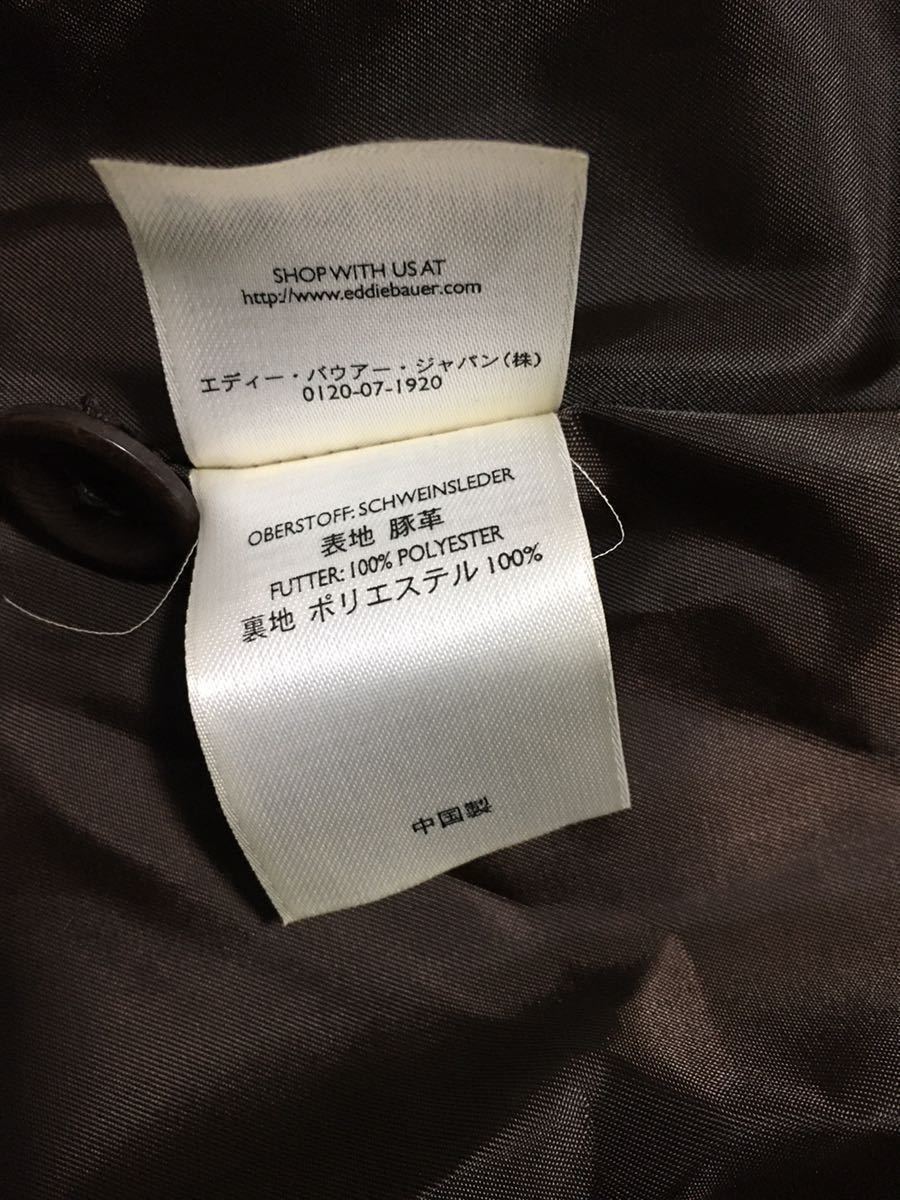 SHOP WITH US AT
http://www.eddiebauer.com
エディー・バウアー・ジャパン(株)
0120-07-1920
OBERSTOFF: SCHWEINSLEDER
表地 豚革
FUTTER: 100% POLYESTER
裏地 ポリエステル 100%
中国製